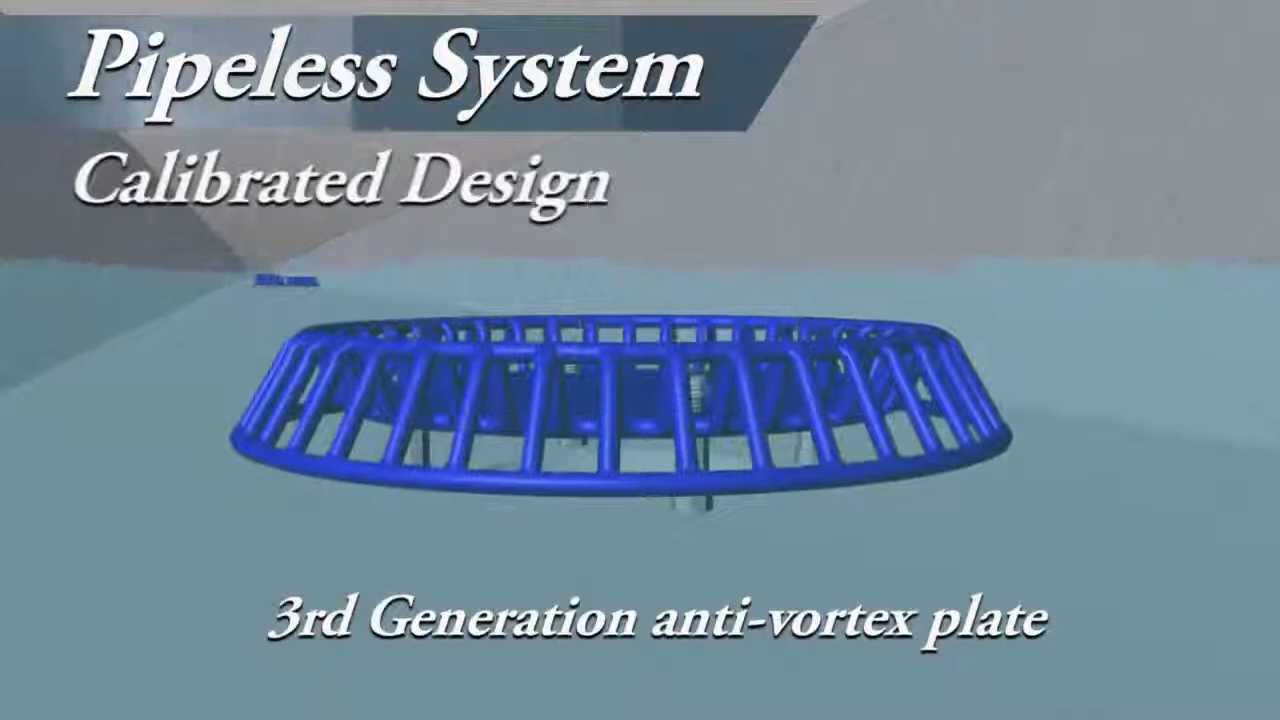 Pipeless System
Calibrated Design
3rd Generation anti-vortex plate